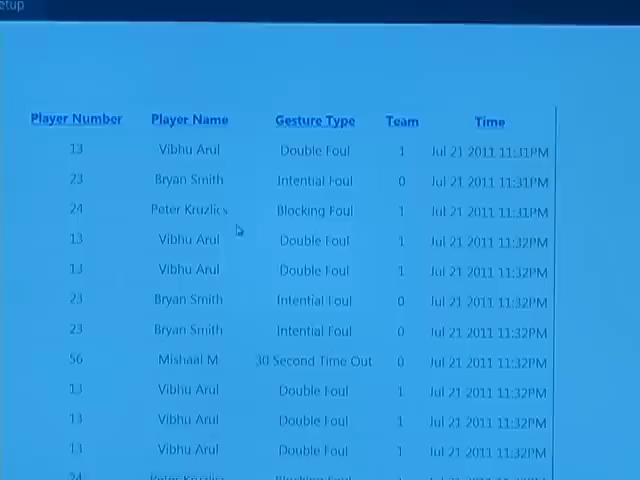 etup
Player Number Player Name Gesture Type Team Time
13 Vibhu Arul Double Foul 1 Jul 21 2011 11:31PM
23 Bryan Smith Intential Foul 0 Jul 21 2011 11:31PM
24 Peter Kruzlics Blocking Foul 1 Jul 21 2011 11:31PM
13 Vibhu Arul Double Foul 1 Jul 21 2011 11:32PM
13 Vibhu Arul Double Foul 1 Jul 21 2011 11:32PM
23 Bryan Smith Intential Foul 0 Jul 21 2011 11:32PM
23 Bryan Smith Intential Foul 0 Jul 21 2011 11:32PM
56 Mishaal M 30 Second Time Out 0 Jul 21 2011 11:32PM
13 Vibhu Arul Double Foul 1 Jul 21 2011 11:32PM
13 Vibhu Arul Double Foul 1 Jul 21 2011 11:32PM
13 Vibhu Arul Double Foul 1 Jul 21 2011 11:32PM
24 Peter Kruzlics Blocking Foul